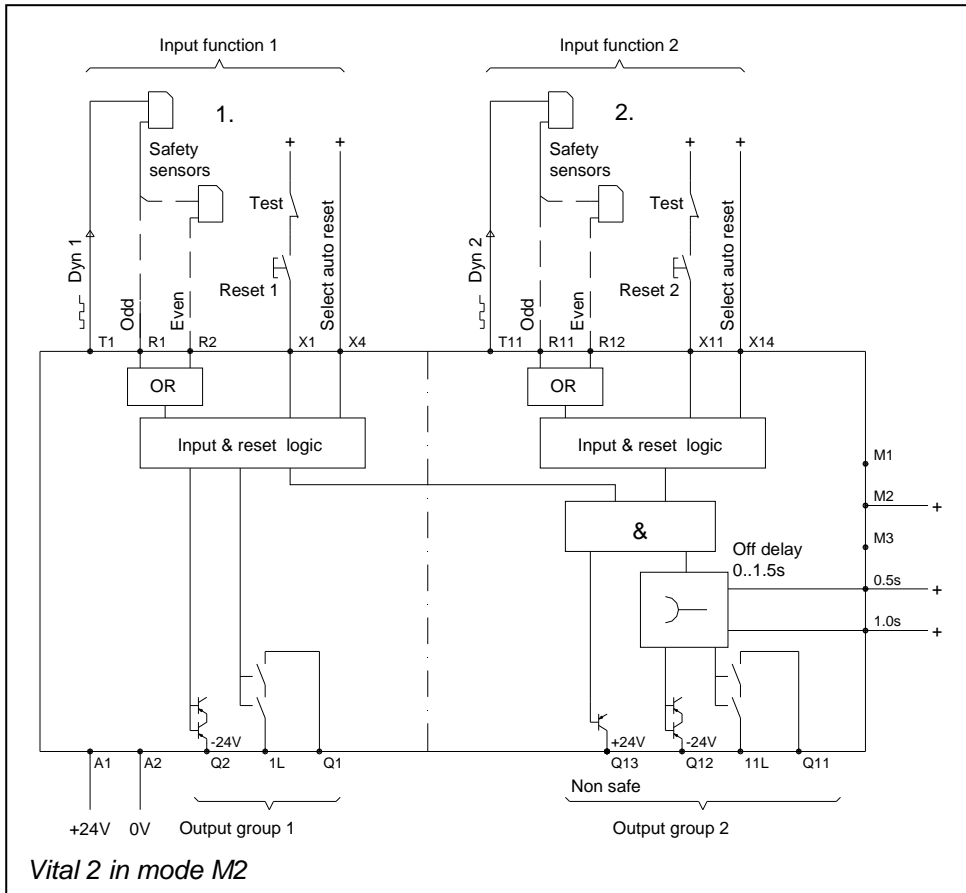 Input function 1
Input function 2
1.
2.
+ +
+ +
Safety
sensors
Safety
sensors
Test
Test
Dyn 1
Odd
Even
Reset 1
Select auto reset
Dyn 2
Odd
Even
Reset 2
Select auto reset
T1 R1 R2 X1 X4
T11 R11 R12 X11 X14
OR
OR
Input & reset logic
Input & reset logic
M1
M2 +
&
M3
Off delay
0..1.5s
0.5s +
1.0s +
-24V
+24V -24V
A1 A2 Q2 1L Q1
Q13 Q12 11L Q11
Non safe
+24V 0V
Output group 1
Output group 2
Vital 2 in mode M2